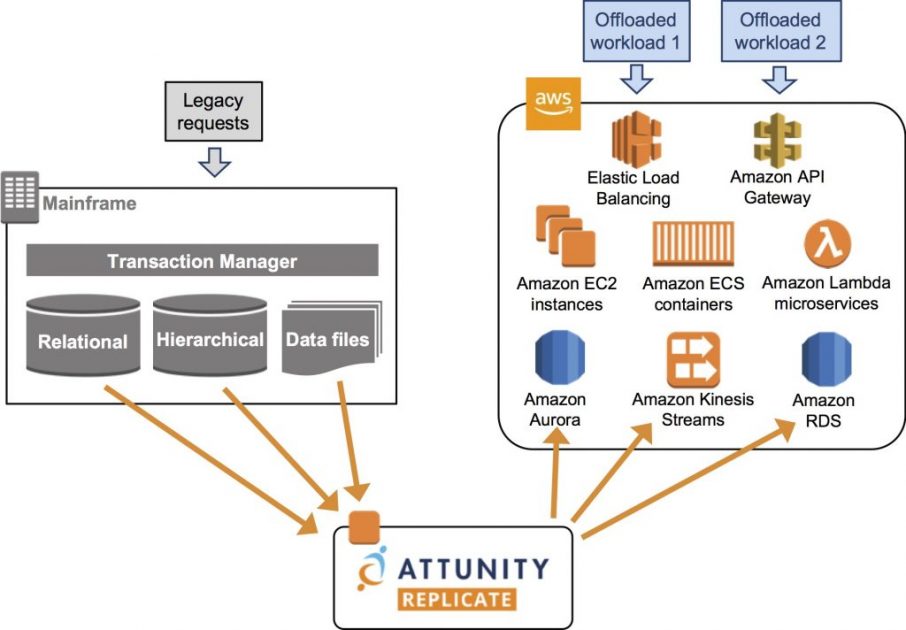 Offloaded
workload 1
Offloaded
workload 2
Legacy
requests
aws
Mainframe
Transaction Manager
Relational
Hierarchical
Data files
Elastic Load
Balancing
Amazon API
Gateway
Amazon EC2
instances
Amazon ECS
containers
Amazon Lambda
microservices
Amazon
Aurora
Amazon Kinesis
Streams
Amazon
RDS
ATTUNITY
REPLICATE